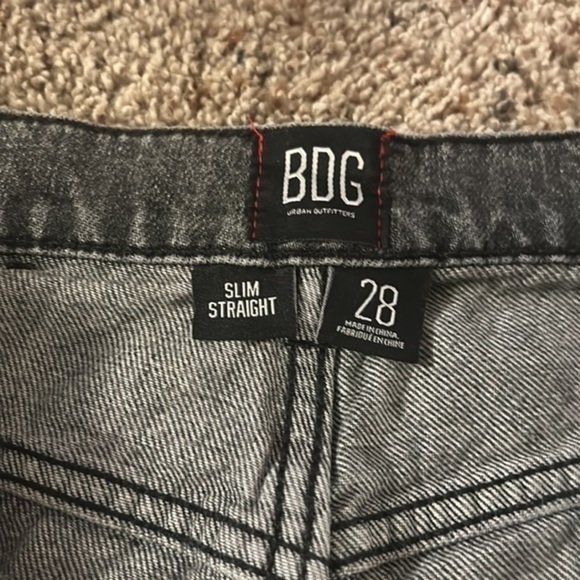 BDG
URBAN OUTFITTERS
SLIM
STRAIGHT
28
MADE IN CHINA
FABRIQUÉ EN CHINE